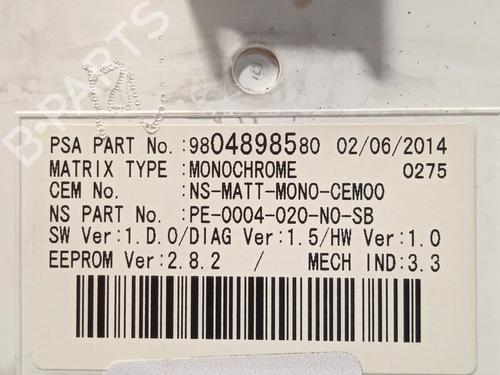 B-PARTS
PSA PART No.:9804898580 02/06/2014
MATRIX TYPE :MONOCHROME 0275
CEM No. :NS-MATT-MONO-CEM00
NS PART No. :PE-0004-020-NO-SB
SW Ver:1.D.0/DIAG Ver:1.5/HW Ver:1.0
EEPROM Ver:2.8.2 / MECH IND:3.3